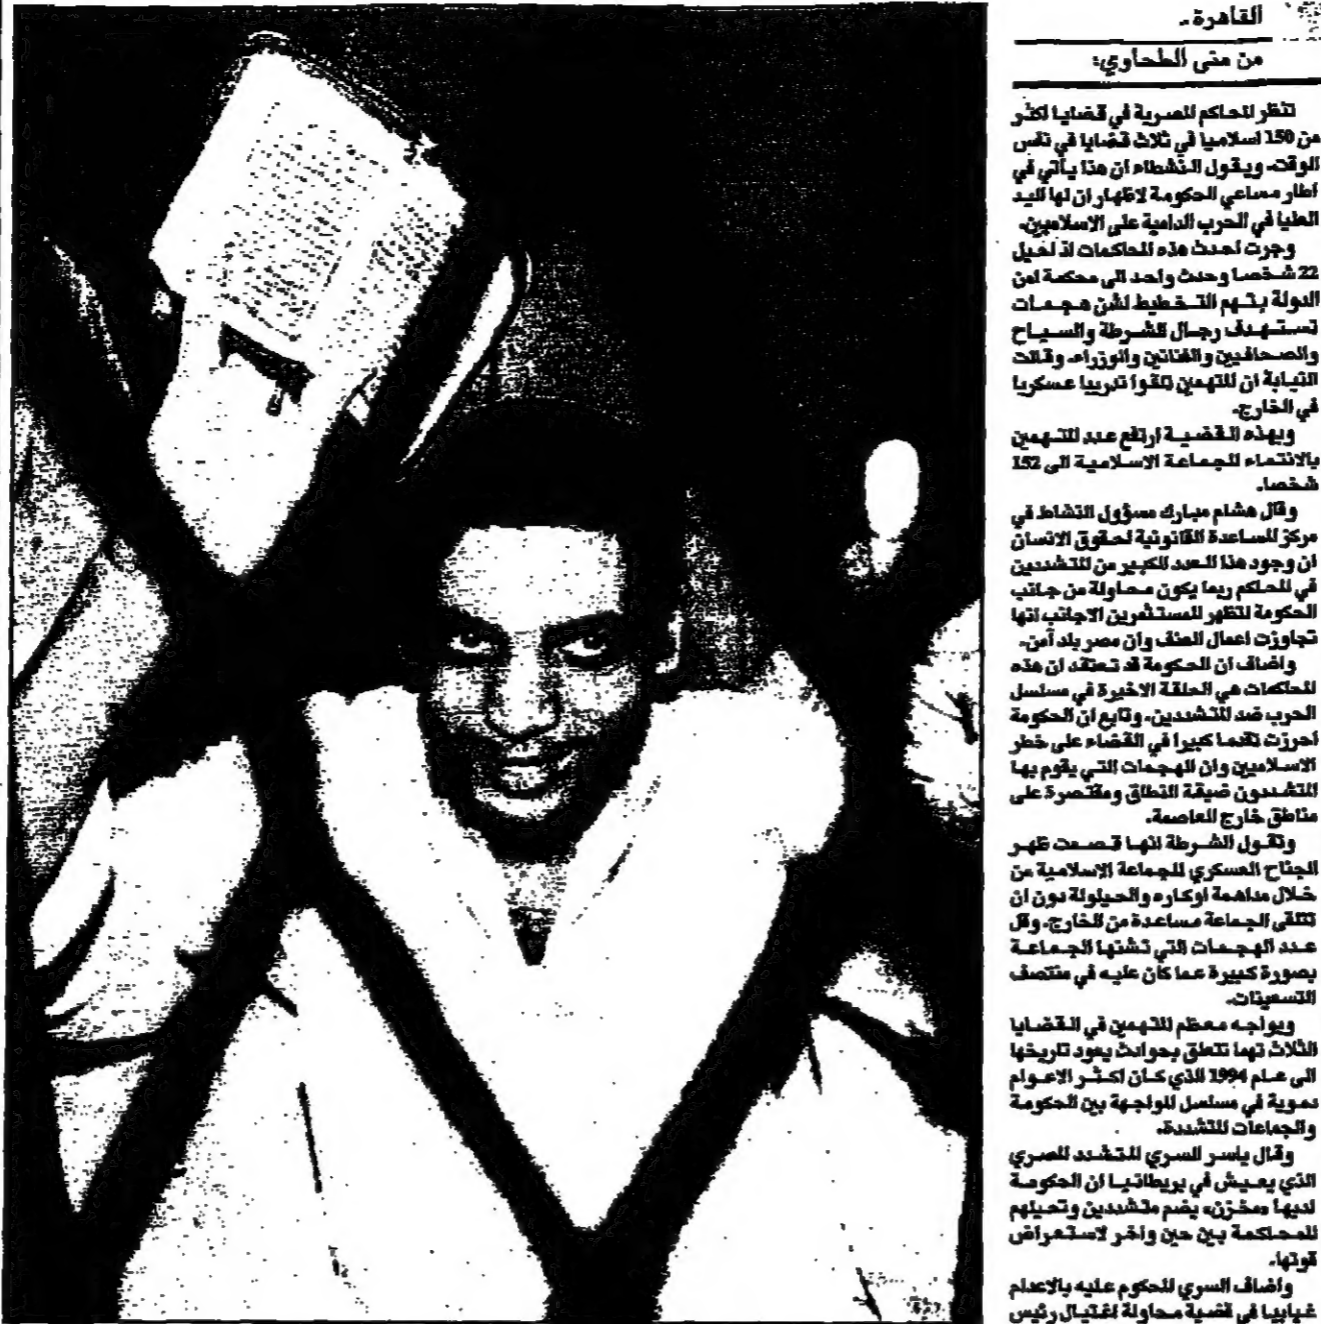 القاهرة ـ
من منى الطحاوي:
تنظر المحاكم المصرية في قضايا اكثر
من 150 اسلاميا في ثلاث قضايا في نفس
الوقت. ويقول النشطاء ان هذا يأتي في
اطار مساعي الحكومة لاظهار ان لها اليد
العليا في الحرب الدامية على الاسلاميين.
وجرت احدث هذه المحاكمات اذ احيل
22 شخصا وحدث واحد الى محكمة امن
الدولة بتهم التخطيط لشن هجمات
تستهدف رجال الشرطة والسياح
والصحافيين والفنانين والوزراء. وقالت
النيابة ان المتهمين تلقوا تدريبا عسكريا
في الخارج.
وبهذه القضية ارتفع عدد المتهمين
بالانتماء للجماعة الاسلامية الى 152
شخصا.
وقال هشام مبارك مسؤول النشاط في
مركز المساعدة القانونية لحقوق الانسان
ان وجود هذا العدد الكبير من المتشددين
في المحاكم ربما يكون محاولة من جانب
الحكومة لتظهر للمستثمرين الاجانب انها
تجاوزت اعمال العنف وان مصر بلد آمن.
واضاف ان الحكومة قد تعتقد ان هذه
المحاكمات هي الحلقة الاخيرة في مسلسل
الحرب ضد المتشددين. وتابع ان الحكومة
احرزت تقدما كبيرا في القضاء على خطر
الاسلاميين وان الهجمات التي يقوم بها
المتشددون ضيقة النطاق ومقتصرة على
مناطق خارج العاصمة.
وتقول الشرطة انها قصمت ظهر
الجناح العسكري للجماعة الاسلامية من
خلال مداهمة اوكاره والحيلولة دون ان
تتلقى الجماعة مساعدة من الخارج. وقل
عدد الهجمات التي تشنها الجماعة
بصورة كبيرة عما كان عليه في منتصف
التسعينات.
ويواجه معظم المتهمين في القضايا
الثلاث تهما تتعلق بحوادث يعود تاريخها
الى عام 1994 الذي كان اكثر الاعوام
دموية في مسلسل المواجهة بين الحكومة
والجماعات المتشددة.
وقال ياسر السري المتشدد المصري
الذي يعيش في بريطانيا ان الحكومة
لديها «مخزن» يضم متشددين وتحيلهم
للمحاكمة بين حين وآخر لاستعراض
قوتها.
واضاف السري المحكوم عليه بالاعدام
غيابيا في قضية محاولة اغتيال رئيس